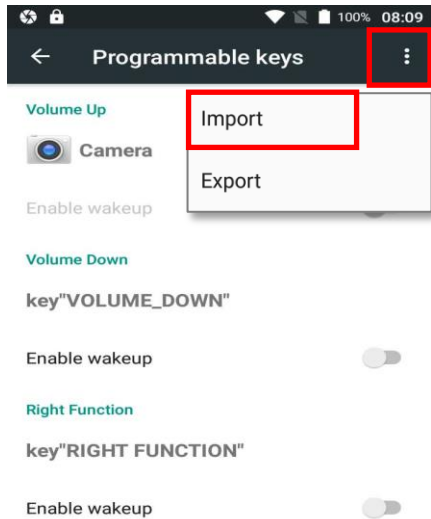 100% 08:09
Programmable keys
Volume Up
Import
Camera
Export
Enable wakeup
Volume Down
key"VOLUME_DOWN"
Enable wakeup
Right Function
key"RIGHT FUNCTION"
Enable wakeup